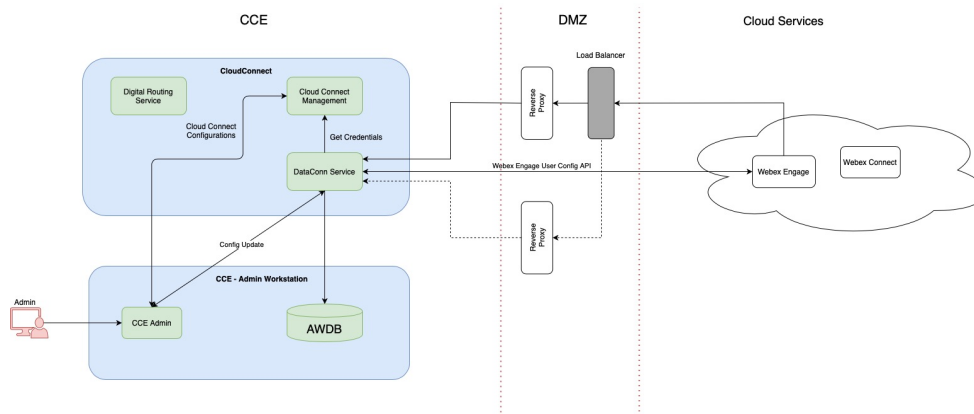 CCE
DMZ
Cloud Services
Load Balancer
CloudConnect
Digital Routing
Service
Cloud Connect
Management
Reverse
Proxy
Cloud Connect
Configurations
Get Credentials
DataConn Service
Webex Engage User Config API
Webex Engage
Webex Connect
Reverse
Proxy
Config Update
CCE - Admin Workstation
Admin
CCE Admin
AWDB